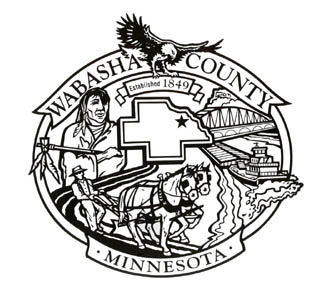 WABASHA COUNTY
Established 1849
· MINNESOTA ·